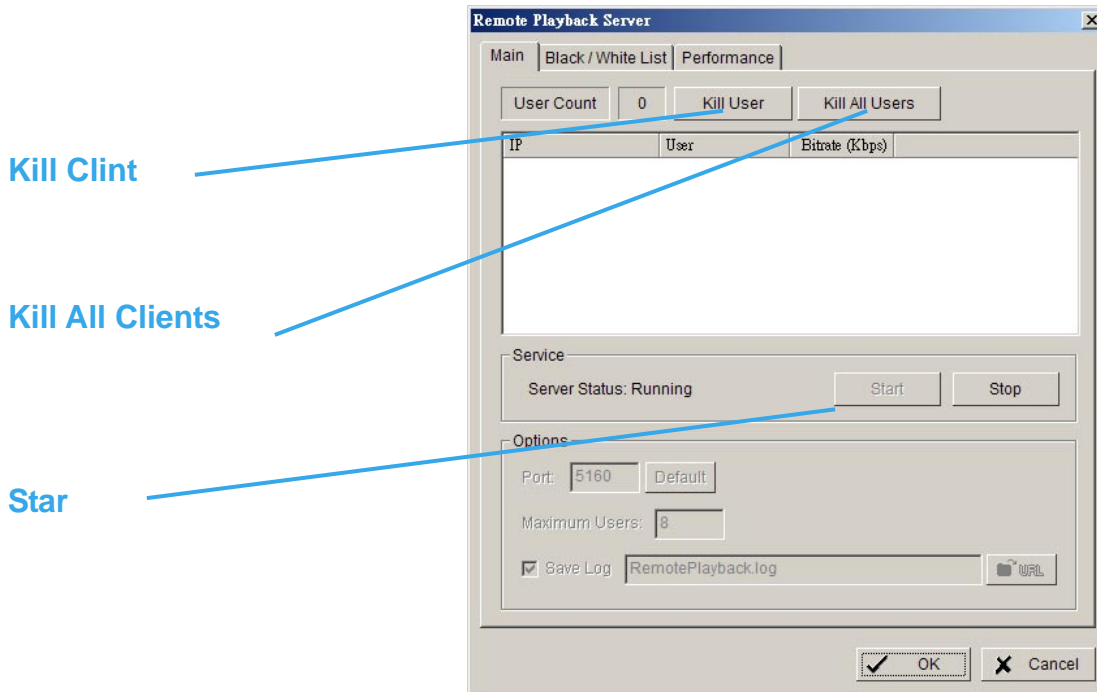 Remote Playback Server
Main Black / White List Performance
User Count 0 Kill User Kill All Users
IP User Bitrate (Kbps)
Kill Clint
Kill All Clients
Service
Server Status: Running Start Stop
Options
Port: 5160 Default
Star
Maximum Users: 8
Save Log RemotePlayback.log URL
OK Cancel